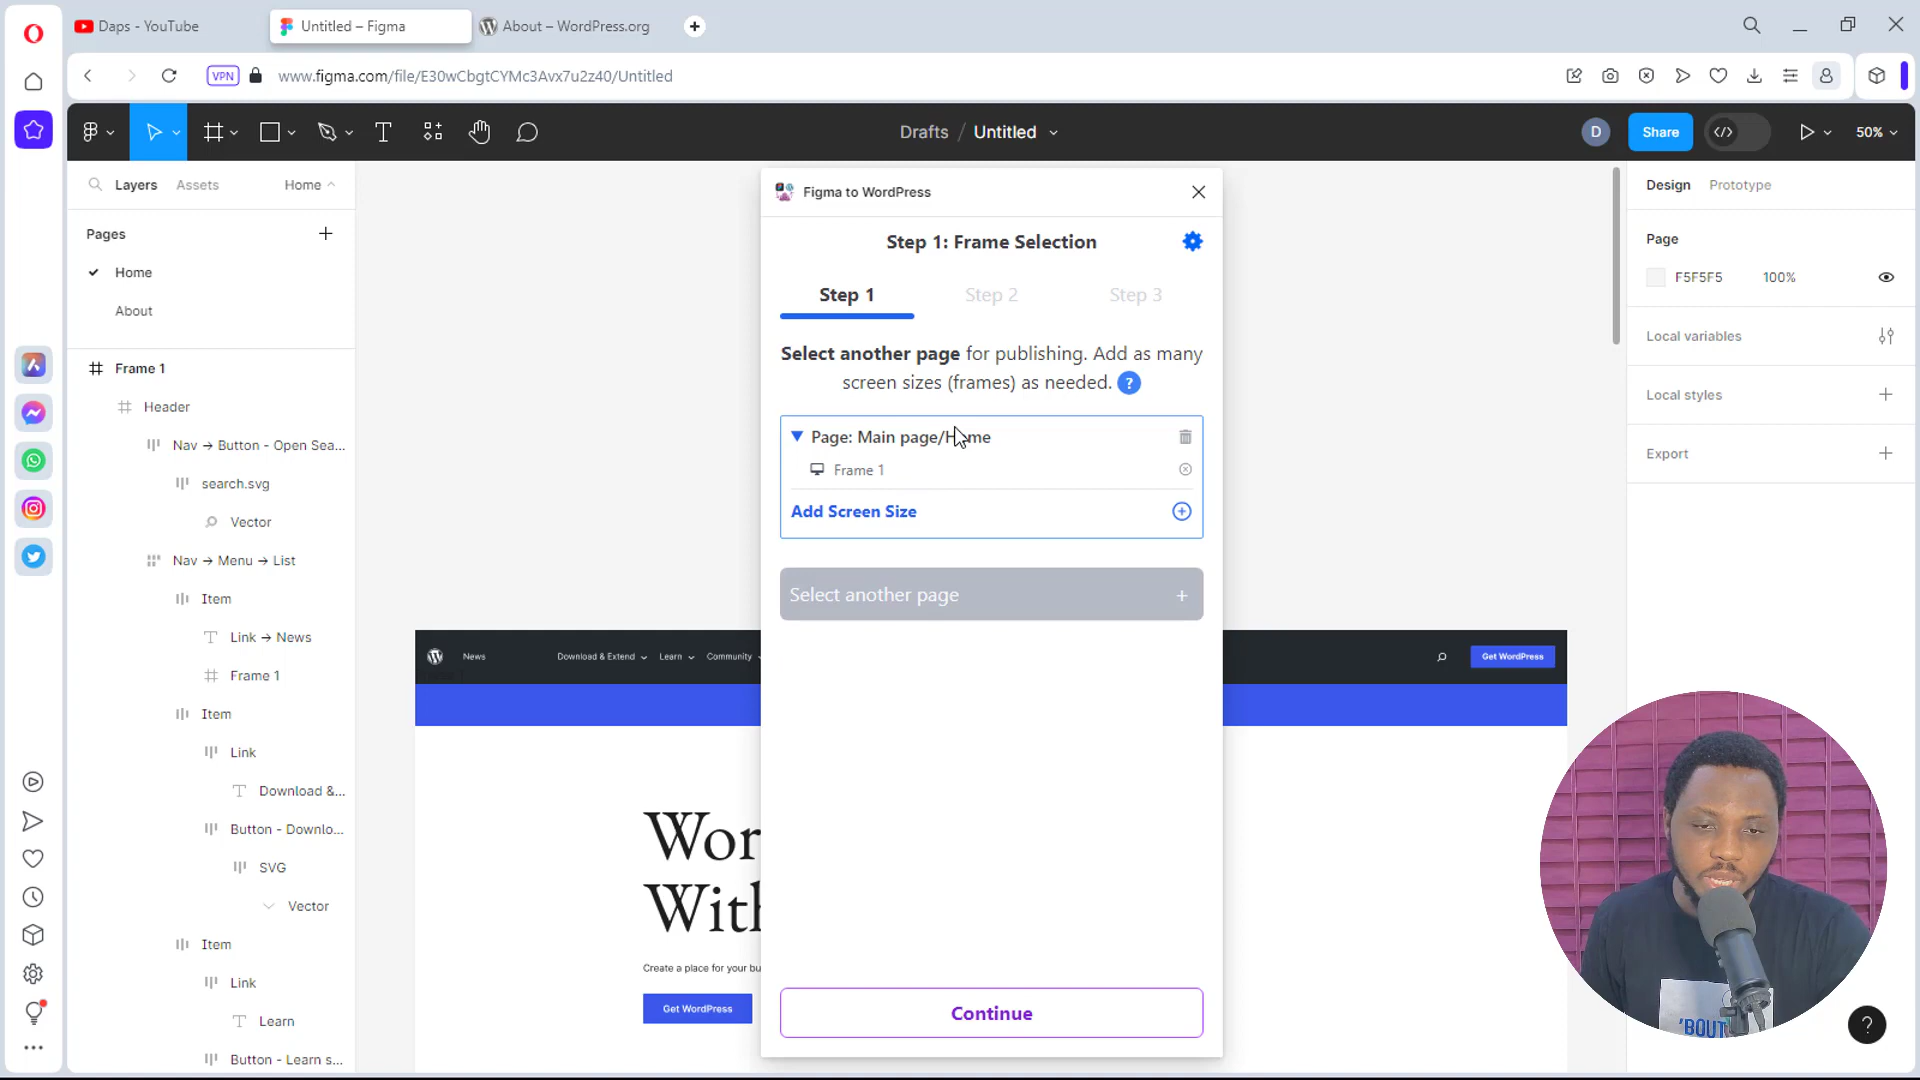 Daps - YouTube
Untitled – Figma
About – WordPress.org
VPN
www.figma.com/file/E30wCbgtCYMc3Avx7u2z40/Untitled
Drafts / Untitled
D
Share
50%
Layers
Assets
Home
Pages
Home
About
Frame 1
Header
Nav → Button - Open Sea...
search.svg
Vector
Nav → Menu → List
Item
Link → News
Frame 1
Item
Link
Download &...
Button - Downlo...
SVG
Vector
Item
Link
Learn
Button - Learn s...
Figma to WordPress
Step 1: Frame Selection
Step 1
Step 2
Step 3
Select another page for publishing. Add as many
screen sizes (frames) as needed. ?
Page: Main page/Home
Frame 1
Add Screen Size
Select another page
Continue
News
Download & Extend
Learn
Community
Get WordPress
Wor
With
Create a place for your bu
Get WordPress
Design
Prototype
Page
F5F5F5
100%
Local variables
Local styles
Export
'BOUT
?